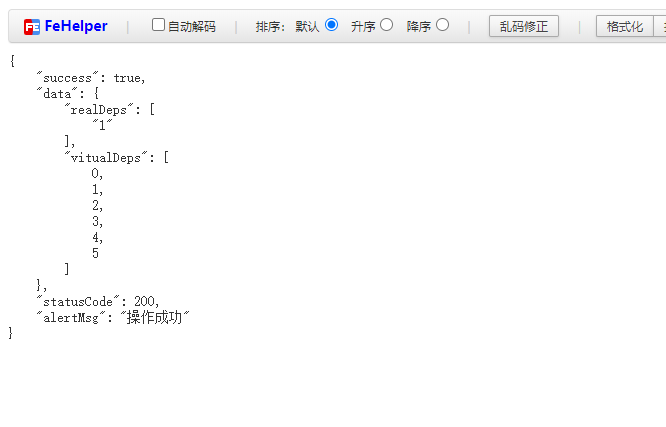 FeHelper | 自动解码 | 排序: 默认 升序 降序 | 乱码修正 | 格式化
{
    "success": true,
    "data": {
        "realDeps": [
            "1"
        ],
        "vitualDeps": [
            0,
            1,
            2,
            3,
            4,
            5
        ]
    },
    "statusCode": 200,
    "alertMsg": "操作成功"
}